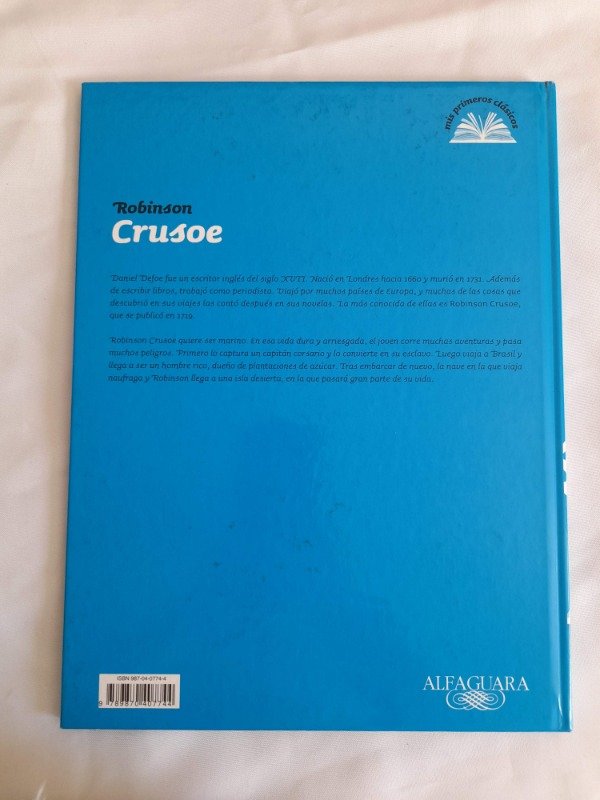 mis primeros clásicos
Robinson
Crusoe
Daniel Defoe fue un escritor inglés del siglo XVII. Nació en Londres hacia 1660 y murió en 1731. Además
de escribir libros, trabajó como periodista. Viajó por muchos países de Europa, y muchas de las cosas que
descubrió en sus viajes las contó después en sus novelas. La más conocida de ellas es Robinson Crusoe,
que se publicó en 1719.
Robinson Crusoe quiere ser marino. En esa vida dura y arriesgada, el joven corre muchas aventuras y pasa
muchos peligros. Primero lo captura un capitán corsario y lo convierte en su esclavo. Luego viaja a Brasil y
llega a ser un hombre rico, dueño de plantaciones de azúcar. Tras embarcar de nuevo, la nave en la que viaja
naufraga y Robinson llega a una isla desierta, en la que pasará gran parte de su vida.
ISBN 987-04-0774-4
9 789870 407744
ALFAGUARA